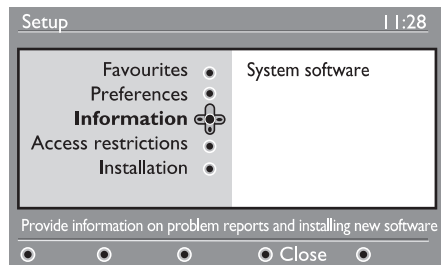 Setup 11:28
Favourites System software
Preferences
Information
Access restrictions
Installation
Provide information on problem reports and installing new software
Close